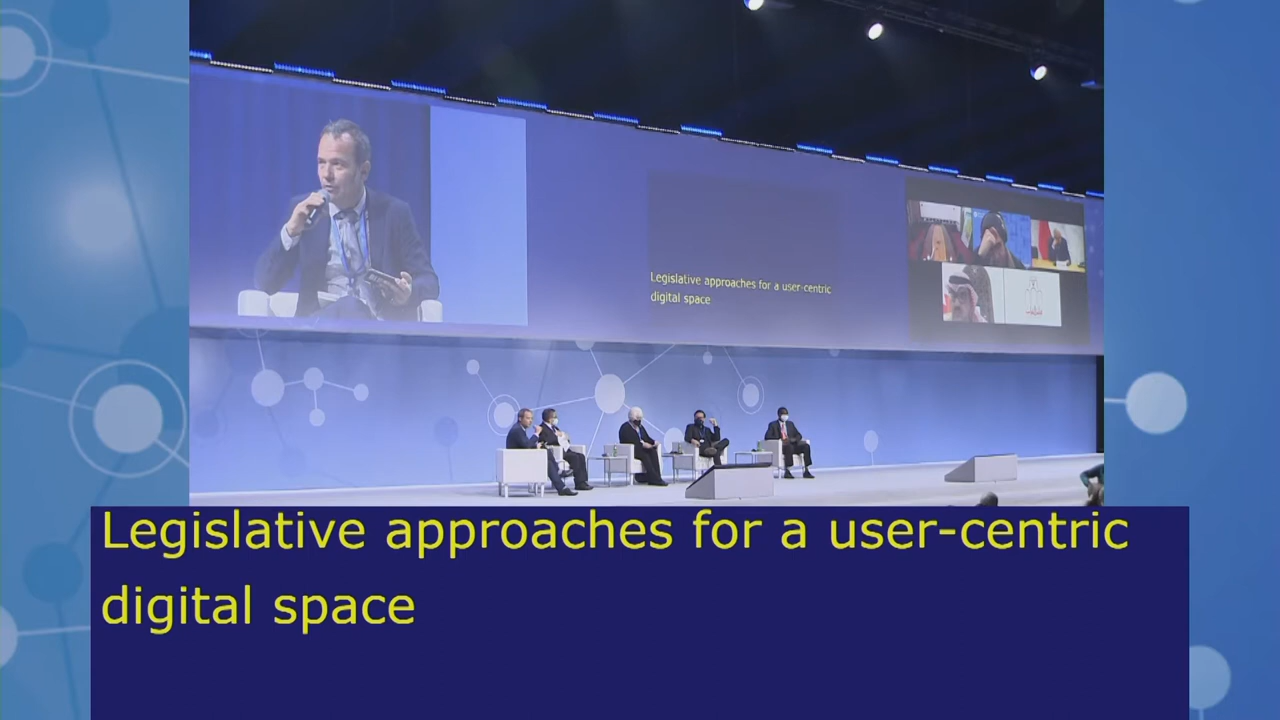 Legislative approaches for a user-centric
digital space
Legislative approaches for a user-centric
digital space